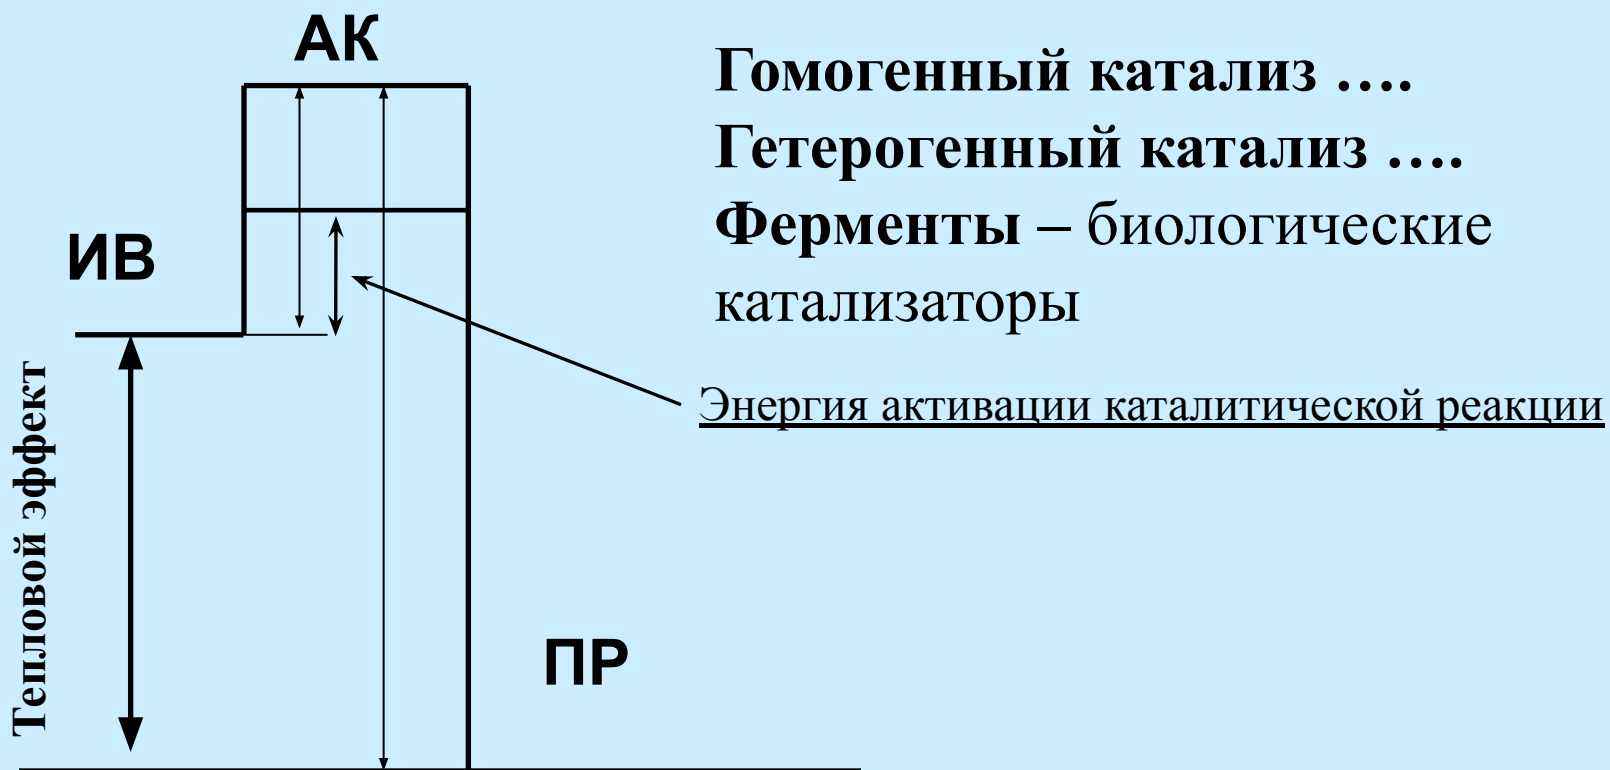 АК
Гомогенный катализ ….
Гетерогенный катализ ….
Ферменты – биологические
катализаторы
ИВ
Энергия активации каталитической реакции
Тепловой эффект
ПР